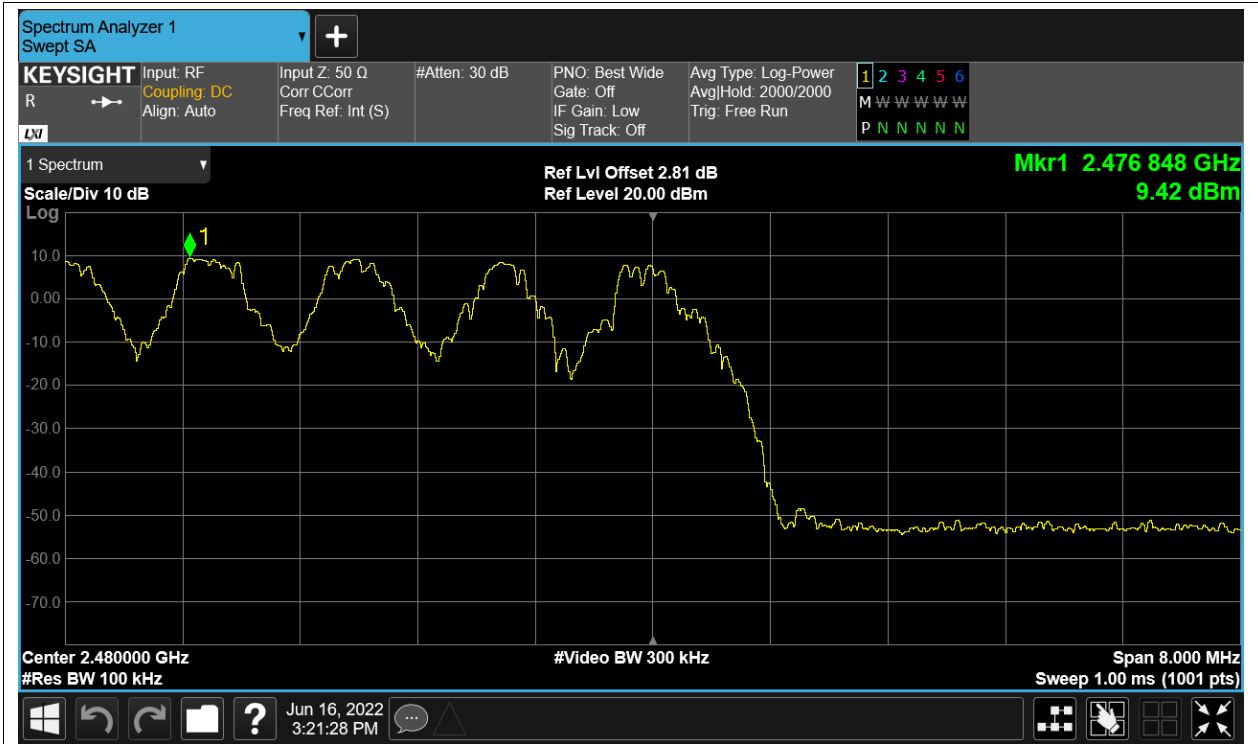 Spectrum Analyzer 1
Swept SA
KEYSIGHT
R
LXI
Input: RF
Coupling: DC
Align: Auto
Input Z: 50 Ω
Corr CCorr
Freq Ref: Int (S)
#Atten: 30 dB
PNO: Best Wide
Gate: Off
IF Gain: Low
Sig Track: Off
Avg Type: Log-Power
Avg|Hold: 2000/2000
Trig: Free Run
1 2 3 4 5 6
M W W W W W
P N N N N N
1 Spectrum
Scale/Div 10 dB
Log
Ref Lvl Offset 2.81 dB
Ref Level 20.00 dBm
Mkr1 2.476 848 GHz
9.42 dBm
1
10.0
0.00
-10.0
-20.0
-30.0
-40.0
-50.0
-60.0
-70.0
Center 2.480000 GHz
#Res BW 100 kHz
#Video BW 300 kHz
Span 8.000 MHz
Sweep 1.00 ms (1001 pts)
?
Jun 16, 2022
3:21:28 PM